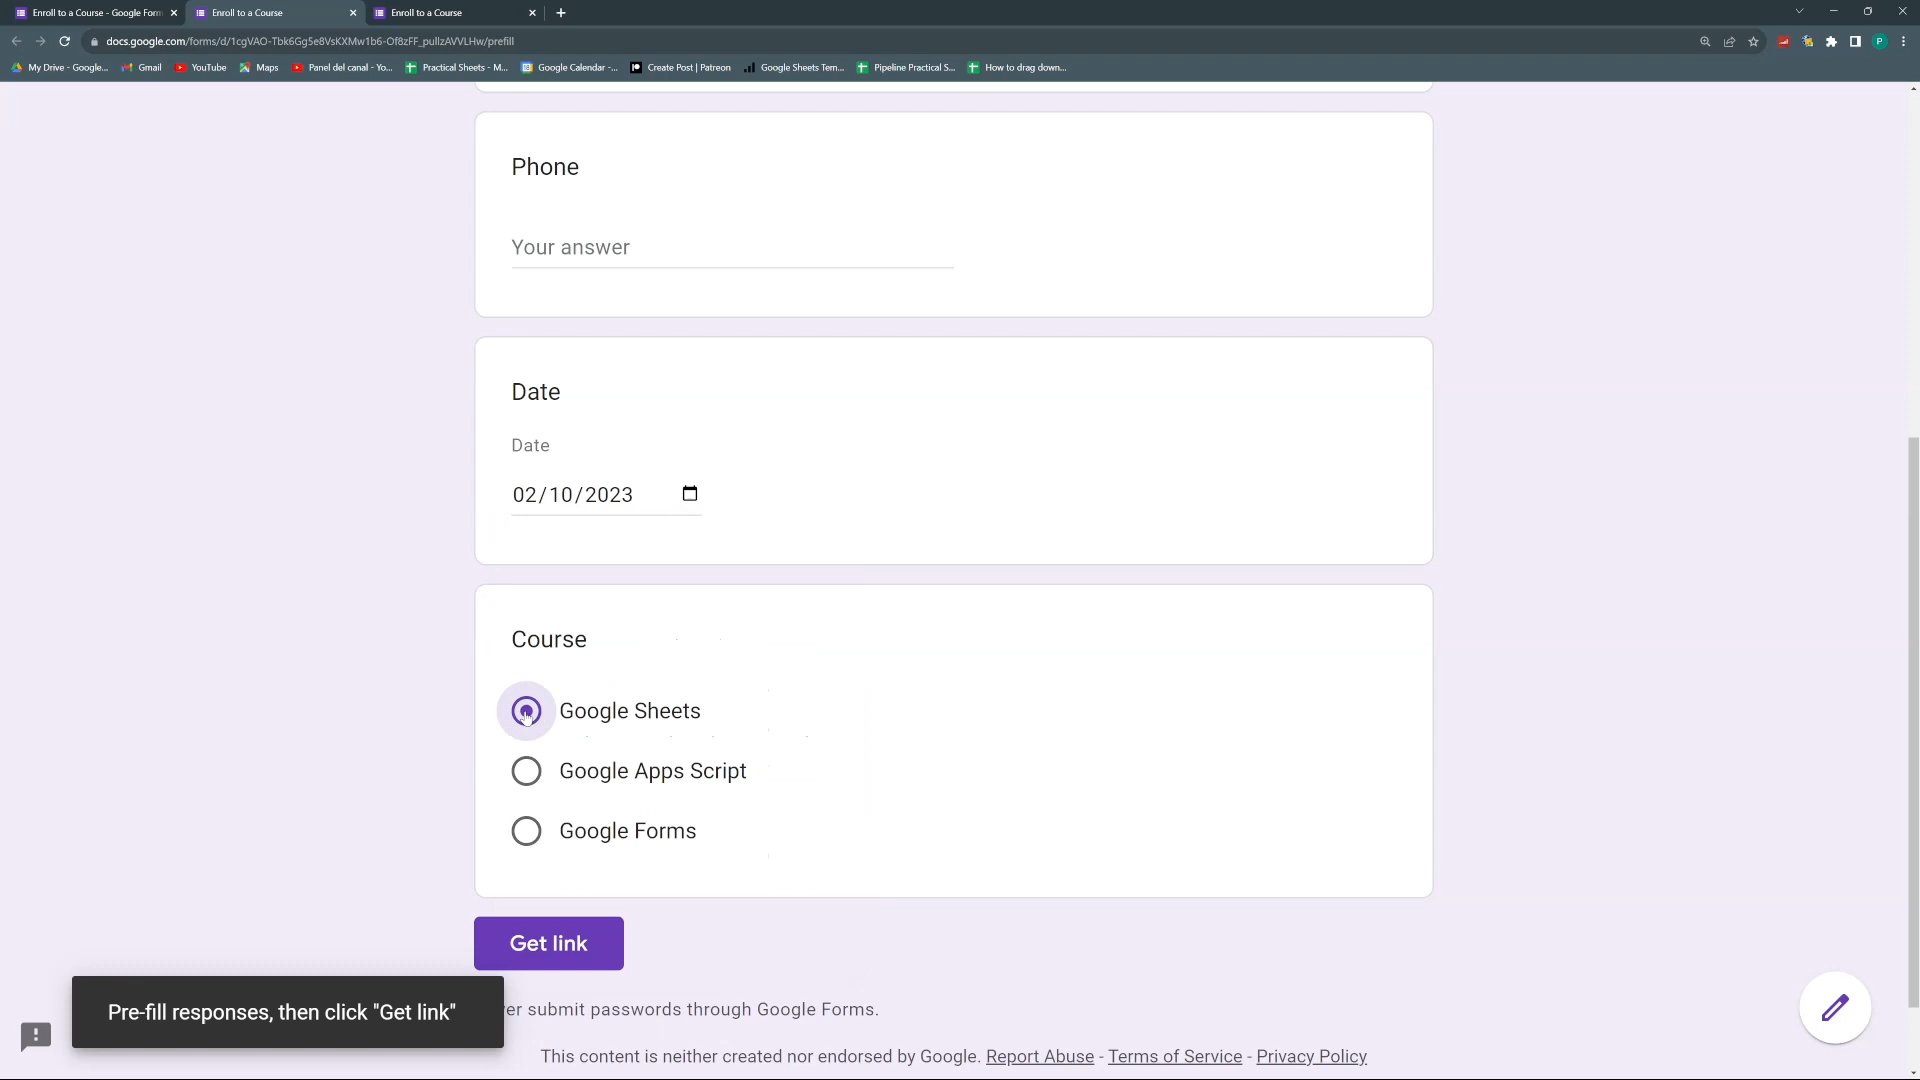 Enroll to a Course - Google Form
Enroll to a Course
Enroll to a Course
docs.google.com/forms/d/1cgVAO-Tbk6Gg5e8VsKXMw1b6-Of8zFF_pullzAVVLHw/prefill
My Drive - Google...
Gmail
YouTube
Maps
Panel del canal - Yo...
Practical Sheets - M...
Google Calendar -...
Create Post | Patreon
Google Sheets Tem...
Pipeline Practical S...
How to drag down...
P
Phone
Your answer
Date
Date
02/10/2023
Course
Google Sheets
Google Apps Script
Google Forms
Get link
Pre-fill responses, then click "Get link"
er submit passwords through Google Forms.
This content is neither created nor endorsed by Google. Report Abuse - Terms of Service - Privacy Policy